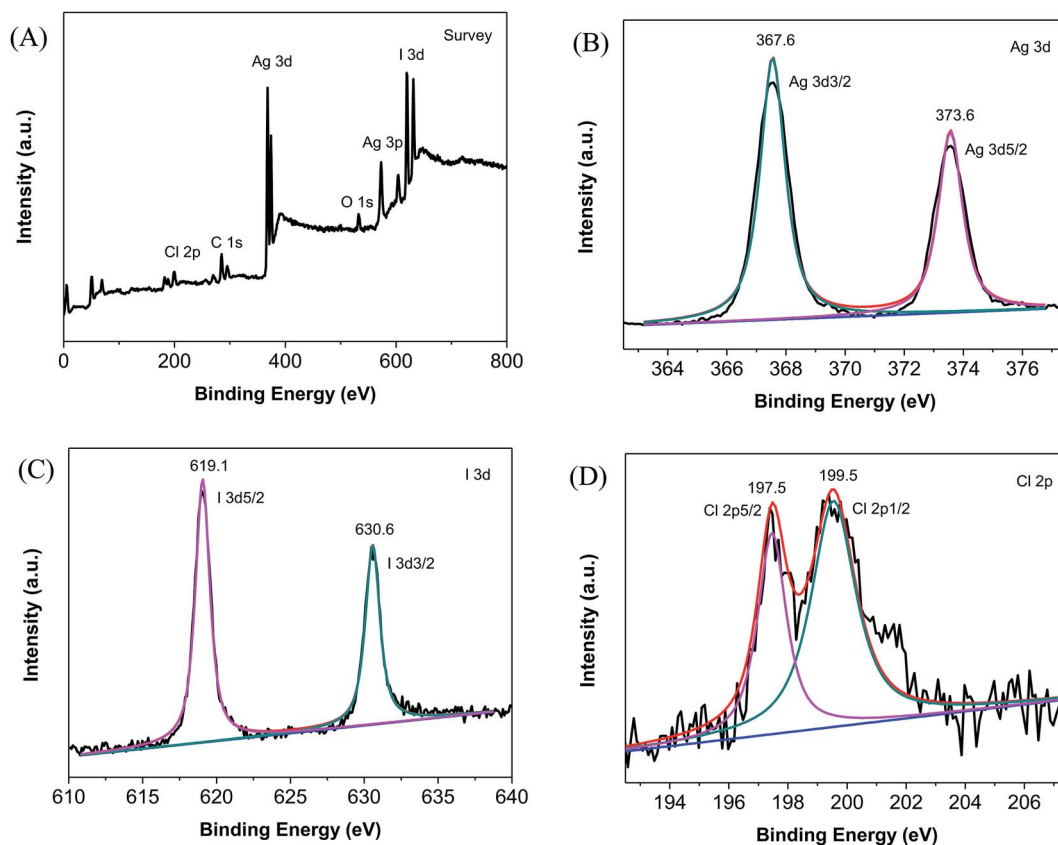 (A)
Survey
Ag 3d
I 3d
Ag 3p
O 1s
C 1s
Cl 2p
Intensity (a.u.)
0 200 400 600 800
Binding Energy (eV)
(B)
367.6
Ag 3d
Ag 3d3/2
373.6
Ag 3d5/2
Intensity (a.u.)
364 366 368 370 372 374 376
Binding Energy (eV)
(C)
619.1
I 3d
I 3d5/2
630.6
I 3d3/2
Intensity (a.u.)
610 615 620 625 630 635 640
Binding Energy (eV)
(D)
197.5 199.5
Cl 2p
Cl 2p5/2 Cl 2p1/2
Intensity (a.u.)
194 196 198 200 202 204 206
Binding Energy (eV)